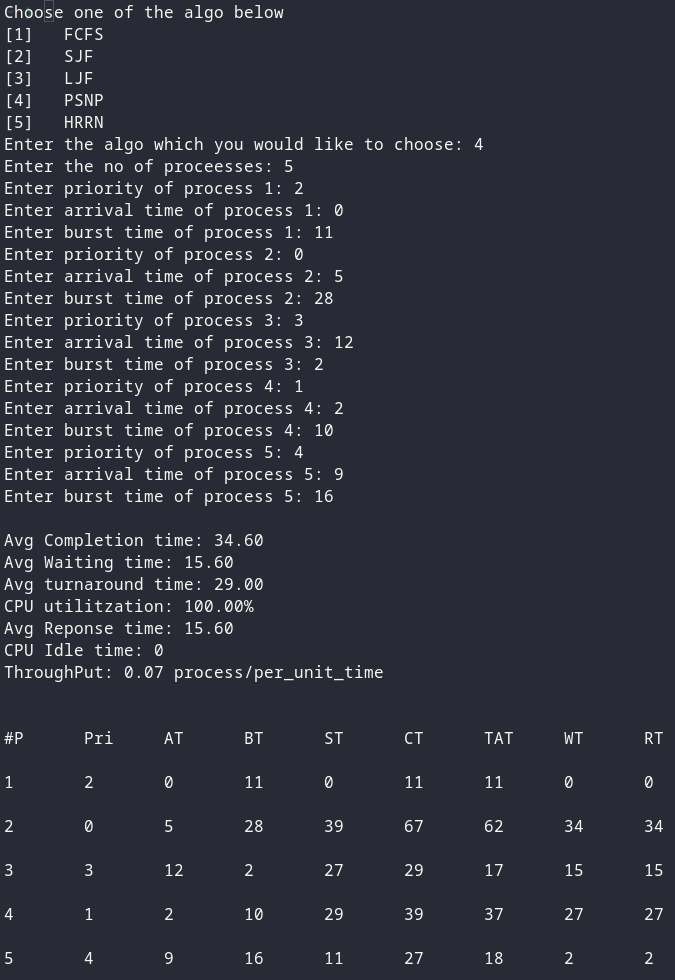 Choose one of the algo below
[1]   FCFS
[2]   SJF
[3]   LJF
[4]   PSNP
[5]   HRRN
Enter the algo which you would like to choose: 4
Enter the no of proceesses: 5
Enter priority of process 1: 2
Enter arrival time of process 1: 0
Enter burst time of process 1: 11
Enter priority of process 2: 0
Enter arrival time of process 2: 5
Enter burst time of process 2: 28
Enter priority of process 3: 3
Enter arrival time of process 3: 12
Enter burst time of process 3: 2
Enter priority of process 4: 1
Enter arrival time of process 4: 2
Enter burst time of process 4: 10
Enter priority of process 5: 4
Enter arrival time of process 5: 9
Enter burst time of process 5: 16
Avg Completion time: 34.60
Avg Waiting time: 15.60
Avg turnaround time: 29.00
CPU utilitzation: 100.00%
Avg Reponse time: 15.60
CPU Idle time: 0
ThroughPut: 0.07 process/per_unit_time
#P      Pri     AT      BT      ST      CT      TAT     WT      RT
1       2       0       11      0       11      11      0       0
2       0       5       28      39      67      62      34      34
3       3       12      2       27      29      17      15      15
4       1       2       10      29      39      37      27      27
5       4       9       16      11      27      18      2       2